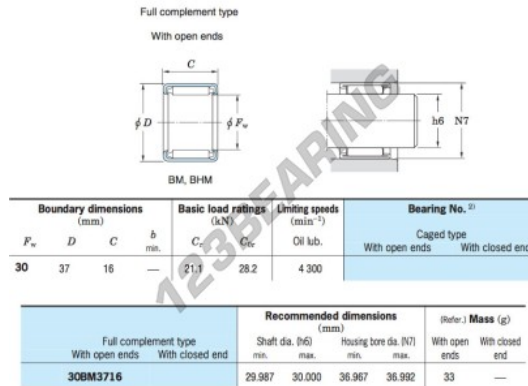 Full complement type
With open ends
C
φD
φFw
h6
N7
BM, BHM
123BEARING
Boundary dimensions (mm) Basic load ratings (kN) Limiting speeds (min⁻¹) Bearing No. ²⁾
Fw D C b min. Cr C0r Oil lub. Caged type
With open ends With closed end
30 37 16 — 21.1 28.2 4 300
Recommended dimensions (mm) (Refer.) Mass (g)
Full complement type Shaft dia. (h6) Housing bore dia. (N7) With open ends With closed end
With open ends With closed end min. max. min. max.
30BM3716 29.987 30.000 36.967 36.992 33 —